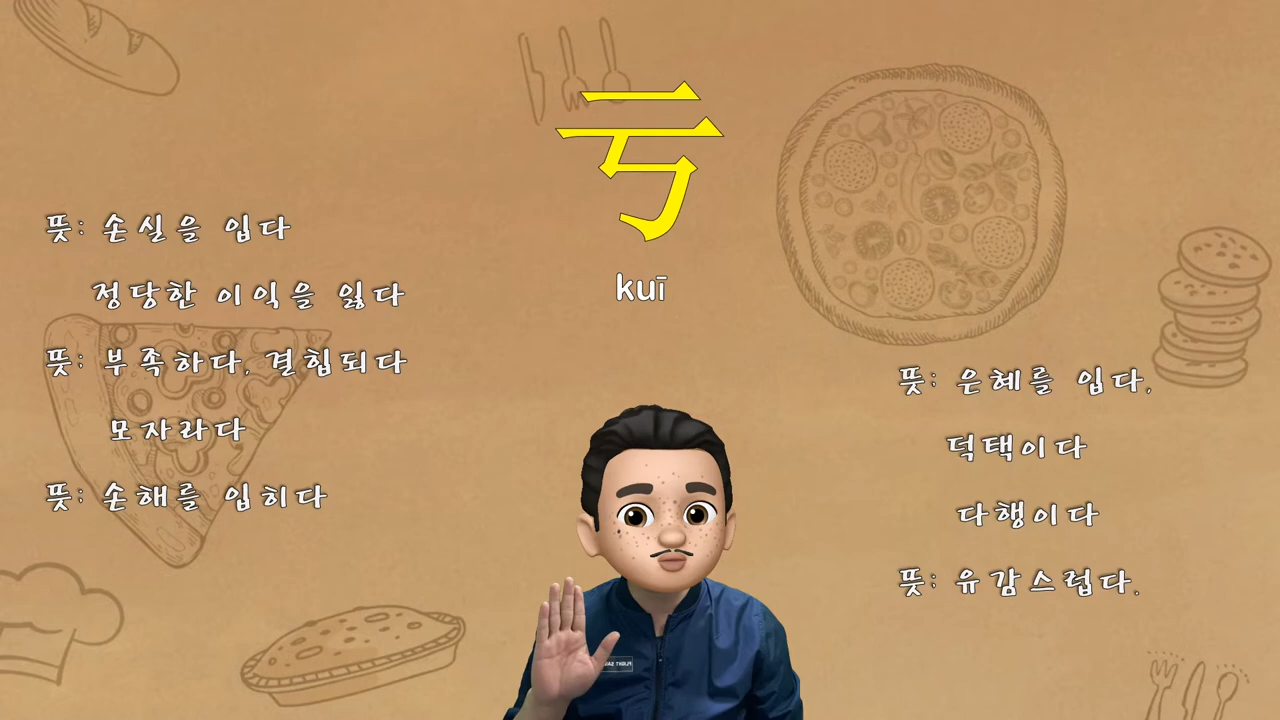 亏
kuī
뜻: 손실을 입다
정당한 이익을 잃다
뜻: 부족하다, 결힙되다
모자라다
뜻: 손해를 입히다
뜻: 은혜를 입다,
덕택이다
다행이다
뜻: 유감스럽다.